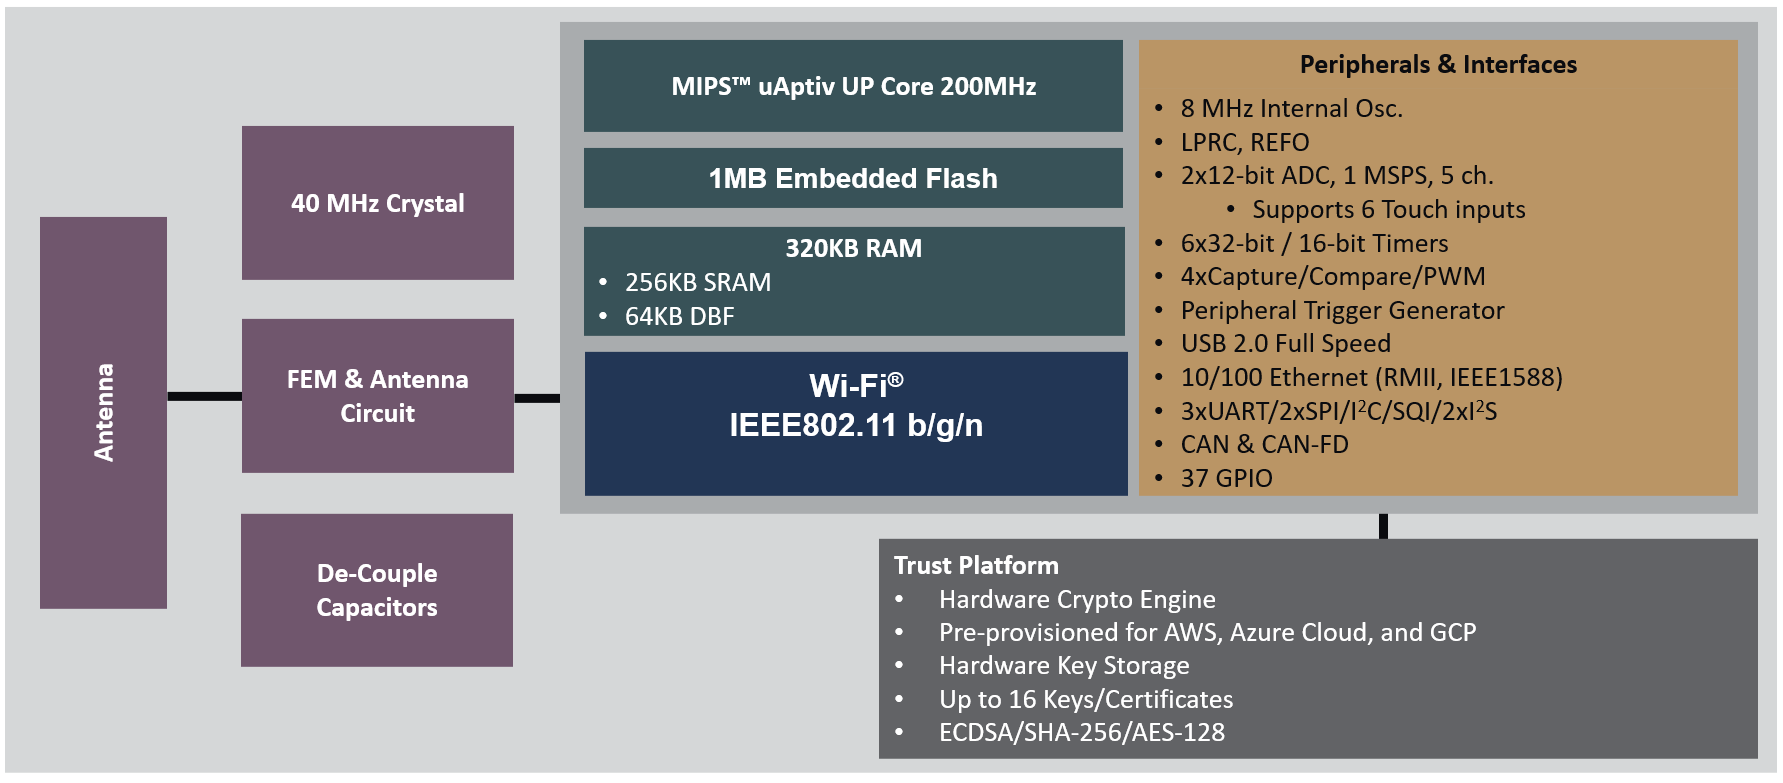 Antenna
40 MHz Crystal
FEM & Antenna
Circuit
De-Couple
Capacitors
MIPS™ uAptiv UP Core 200MHz
1MB Embedded Flash
320KB RAM
• 256KB SRAM
• 64KB DBF
Wi-Fi®
IEEE802.11 b/g/n
Peripherals & Interfaces
• 8 MHz Internal Osc.
• LPRC, REFO
• 2x12-bit ADC, 1 MSPS, 5 ch.
• Supports 6 Touch inputs
• 6x32-bit / 16-bit Timers
• 4xCapture/Compare/PWM
• Peripheral Trigger Generator
• USB 2.0 Full Speed
• 10/100 Ethernet (RMII, IEEE1588)
• 3xUART/2xSPI/I²C/SQI/2xI²S
• CAN & CAN-FD
• 37 GPIO
Trust Platform
• Hardware Crypto Engine
• Pre-provisioned for AWS, Azure Cloud, and GCP
• Hardware Key Storage
• Up to 16 Keys/Certificates
• ECDSA/SHA-256/AES-128